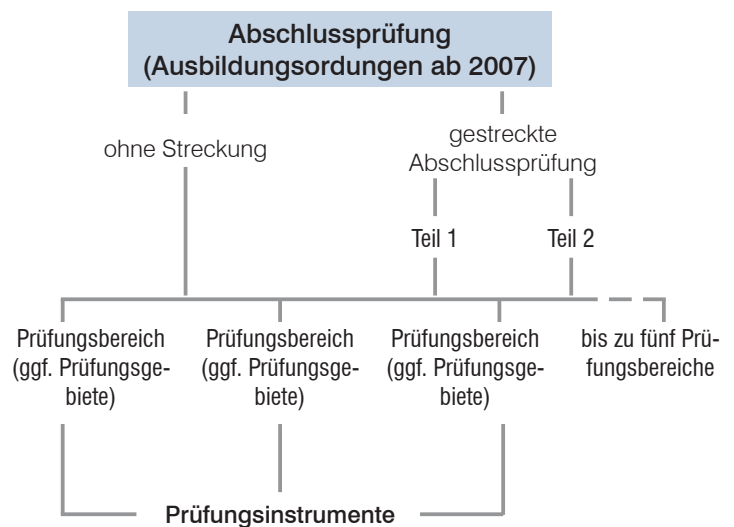 Abschlussprüfung
(Ausbildungsordungen ab 2007)
ohne Streckung
gestreckte
Abschlussprüfung
Teil 1
Teil 2
Prüfungsbereich
(ggf. Prüfungsge-
biete)
Prüfungsbereich
(ggf. Prüfungsge-
biete)
Prüfungsbereich
(ggf. Prüfungsge-
biete)
bis zu fünf Prü-
fungsbereiche
Prüfungsinstrumente